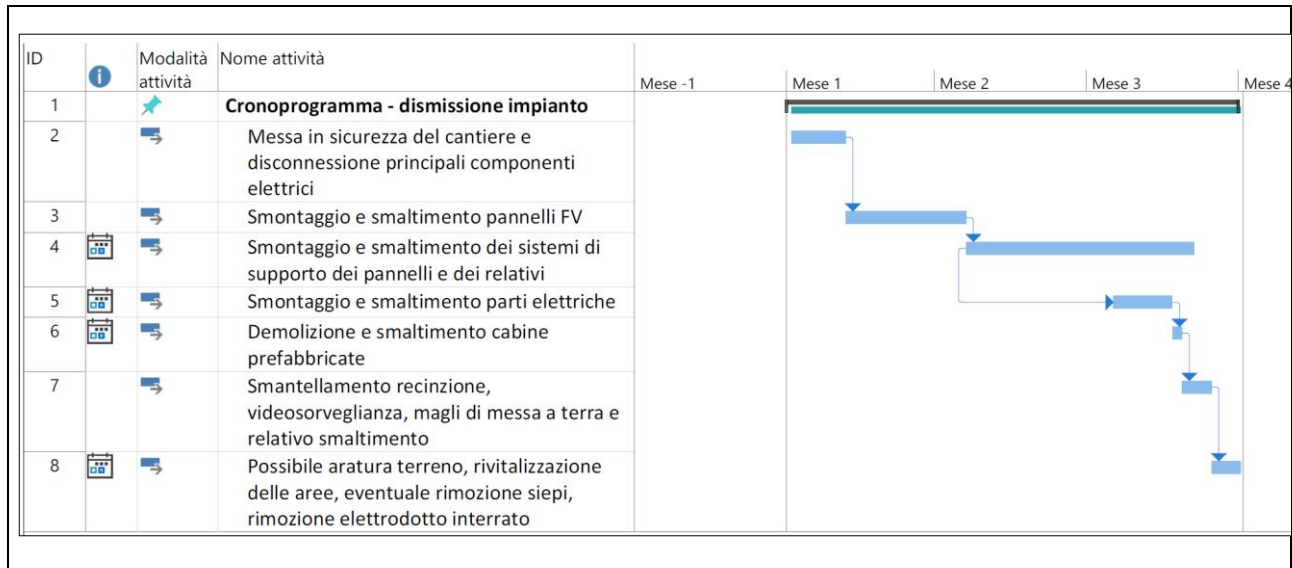 ID
Modalità
attività
Nome attività
Mese -1
Mese 1
Mese 2
Mese 3
Mese 4
1
Cronoprogramma - dismissione impianto
2
Messa in sicurezza del cantiere e
disconnessione principali componenti
elettrici
3
Smontaggio e smaltimento pannelli FV
4
Smontaggio e smaltimento dei sistemi di
supporto dei pannelli e dei relativi
5
Smontaggio e smaltimento parti elettriche
6
Demolizione e smaltimento cabine
prefabbricate
7
Smantellamento recinzione,
videosorveglianza, magli di messa a terra e
relativo smaltimento
8
Possibile aratura terreno, rivitalizzazione
delle aree, eventuale rimozione siepi,
rimozione elettrodotto interrato